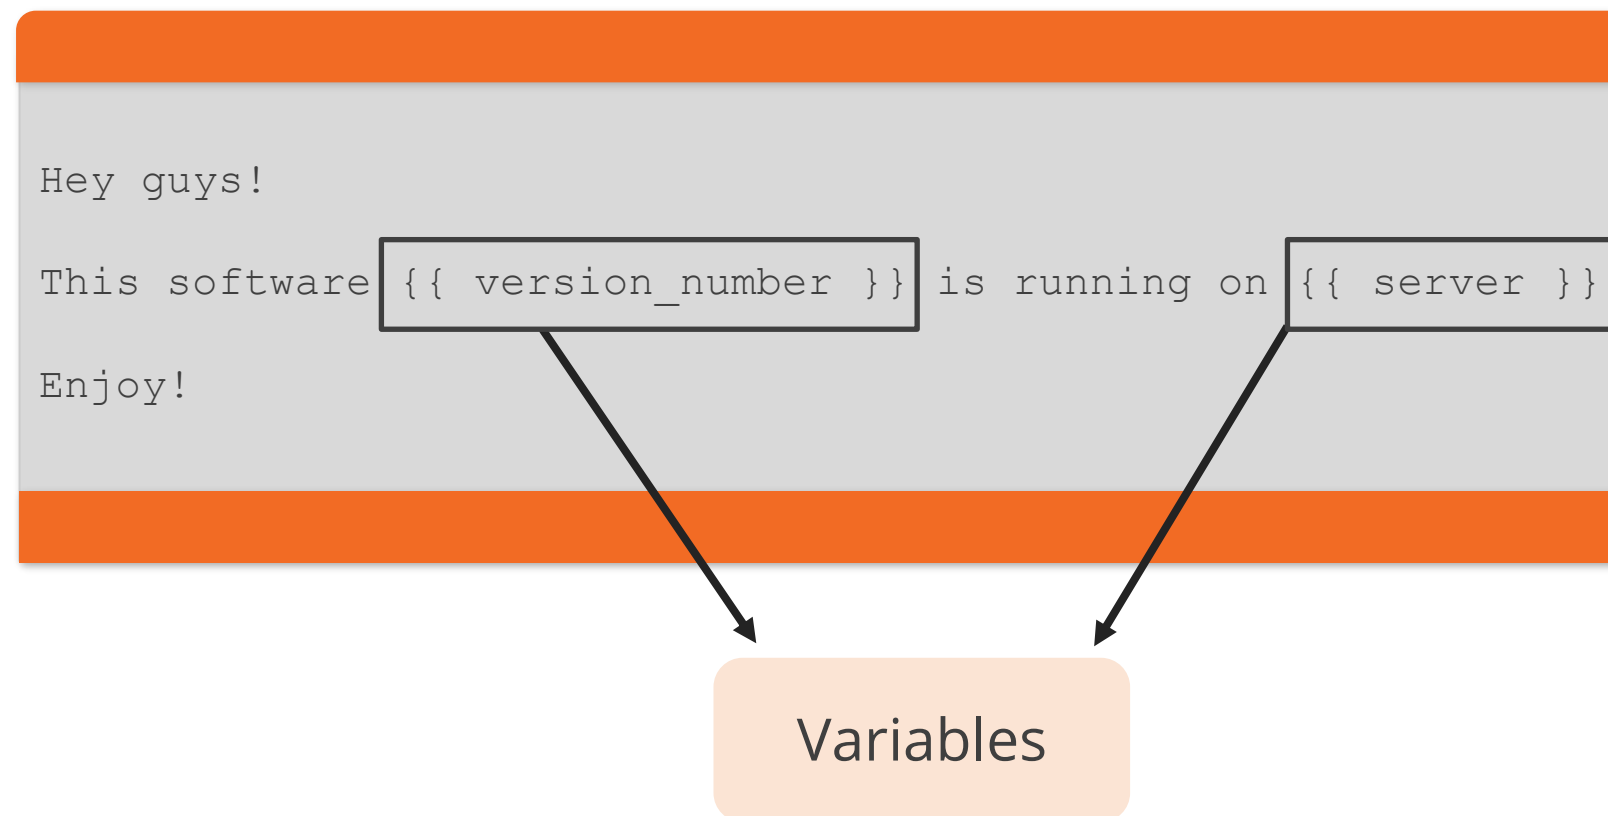 Hey guys!
This software {{ version_number }} is running on {{ server }}
Enjoy!
Variables